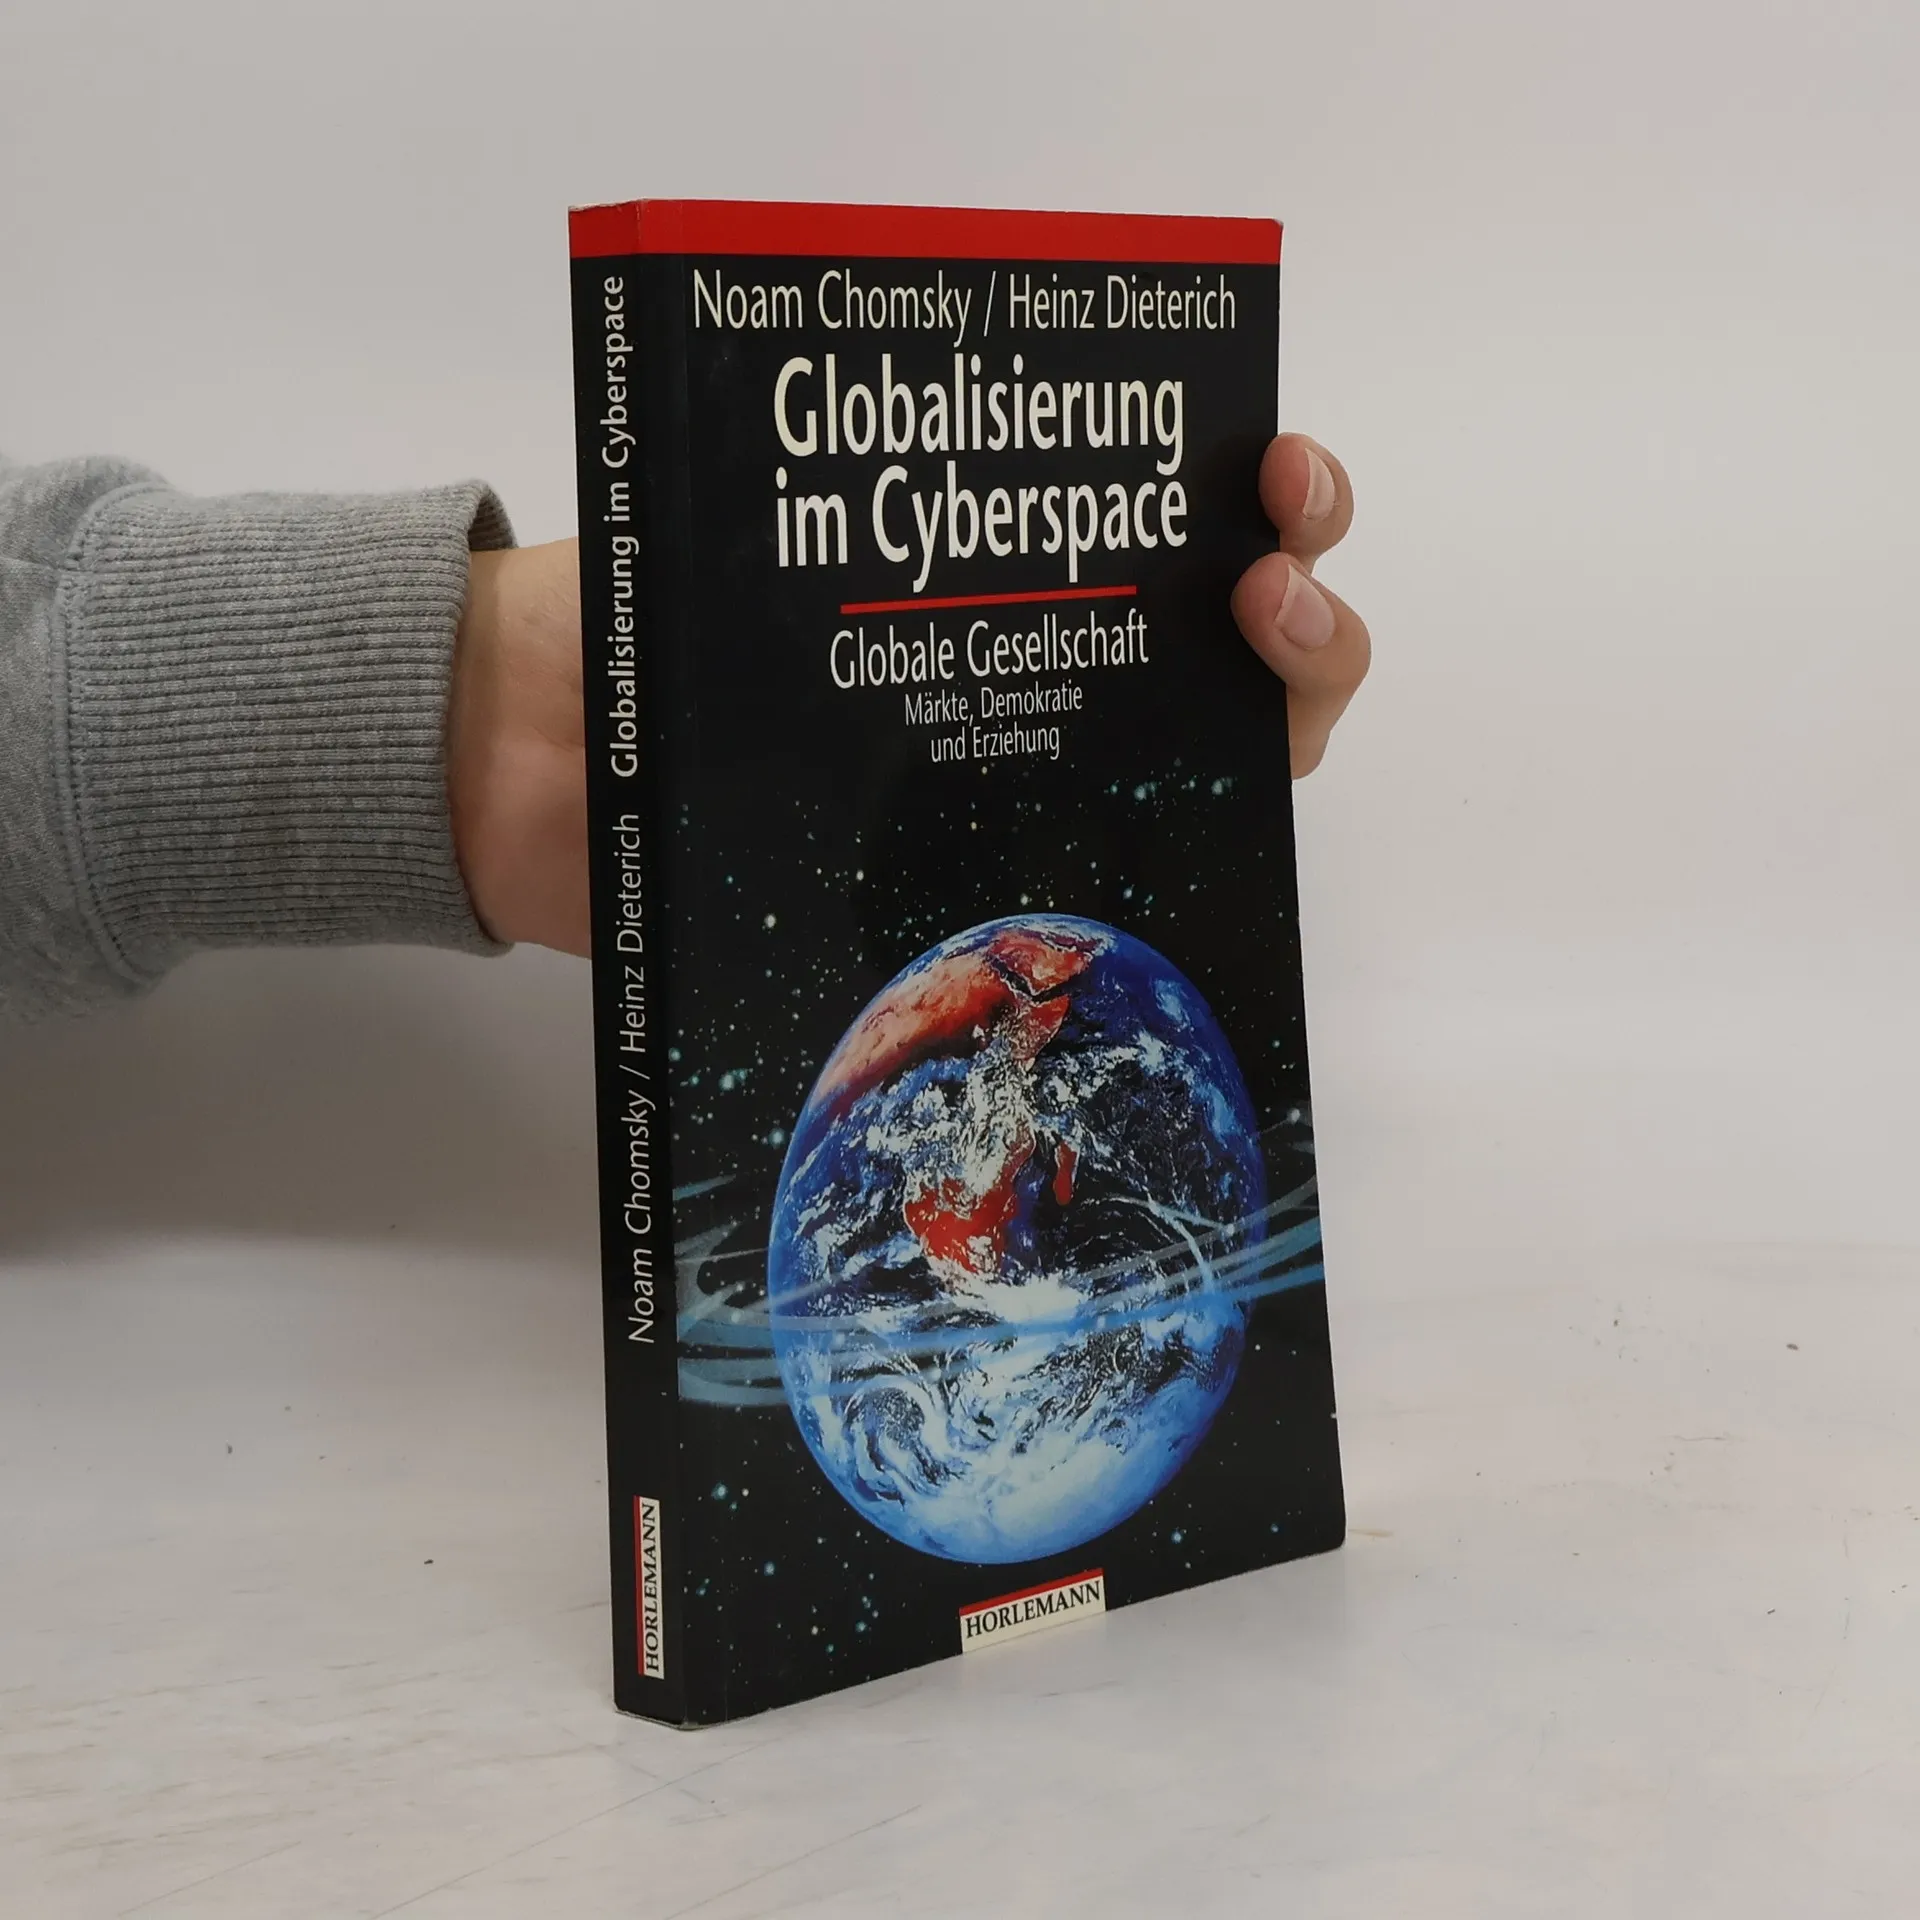 Noam Chomsky / Heinz Dieterich
Globalisierung
im Cyberspace
Globale Gesellschaft
Märkte, Demokratie
und Erziehung
HORLEMANN
Noam Chomsky / Heinz Dieterich Globalisierung im Cyberspace
HORLEMANN